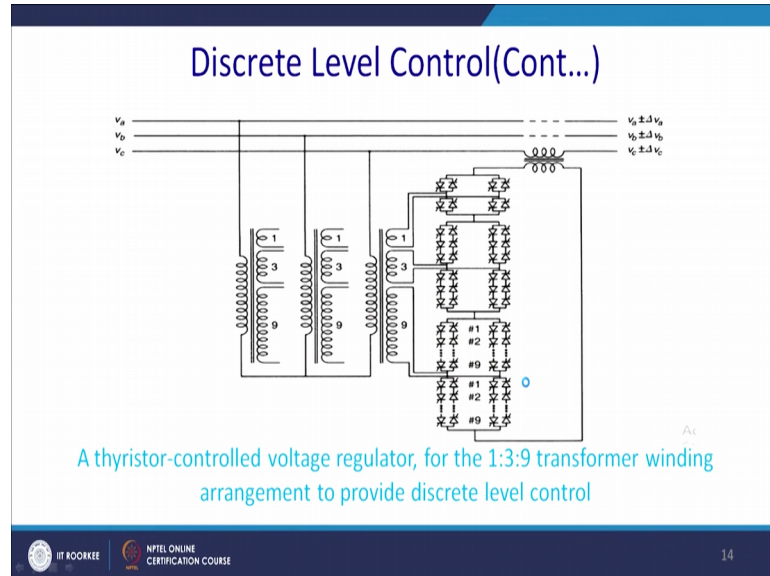 Discrete Level Control(Cont...)
va
vb
vc
va ± Δ va
vb ± Δ vb
vc ± Δ vc
1
3
9
1
3
9
1
3
9
#1
#2
#9
#1
#2
#9
A thyristor-controlled voltage regulator, for the 1:3:9 transformer winding
arrangement to provide discrete level control
IIT ROORKEE
NPTEL ONLINE
CERTIFICATION COURSE
14